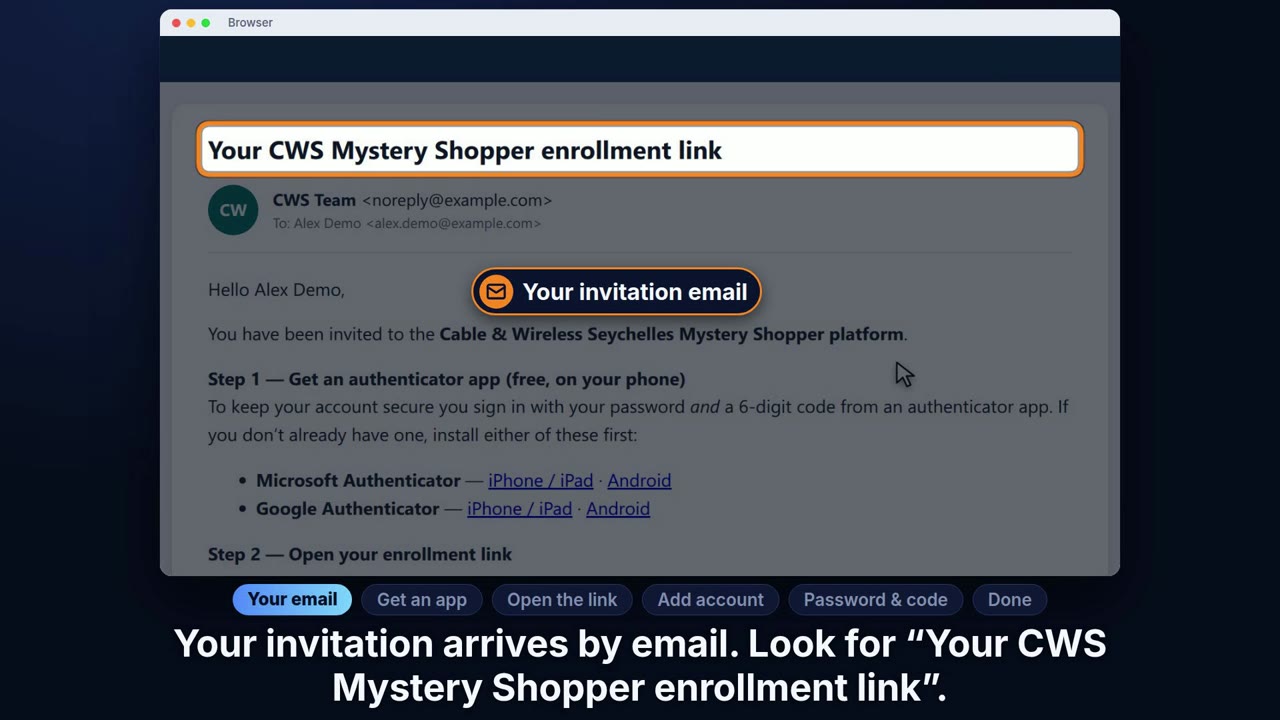 Browser
Your CWS Mystery Shopper enrollment link
CW
CWS Team <noreply@example.com>
To: Alex Demo <alex.demo@example.com>
Hello Alex Demo,
Your invitation email
You have been invited to the Cable & Wireless Seychelles Mystery Shopper platform.
Step 1 — Get an authenticator app (free, on your phone)
To keep your account secure you sign in with your password and a 6-digit code from an authenticator app. If
you don’t already have one, install either of these first:
• Microsoft Authenticator — iPhone / iPad · Android
• Google Authenticator — iPhone / iPad · Android
Step 2 — Open your enrollment link
Your email Get an app Open the link Add account Password & code Done
Your invitation arrives by email. Look for “Your CWS
Mystery Shopper enrollment link”.